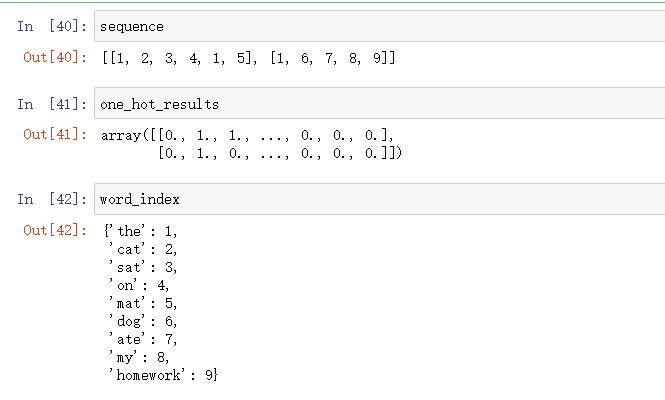 In [40]: sequence
Out[40]: [[1, 2, 3, 4, 1, 5], [1, 6, 7, 8, 9]]
In [41]: one_hot_results
Out[41]: array([[0., 1., 1., ..., 0., 0., 0.],
[0., 1., 0., ..., 0., 0., 0.]])
In [42]: word_index
Out[42]: {'the': 1,
'cat': 2,
'sat': 3,
'on': 4,
'mat': 5,
'dog': 6,
'ate': 7,
'my': 8,
'homework': 9}